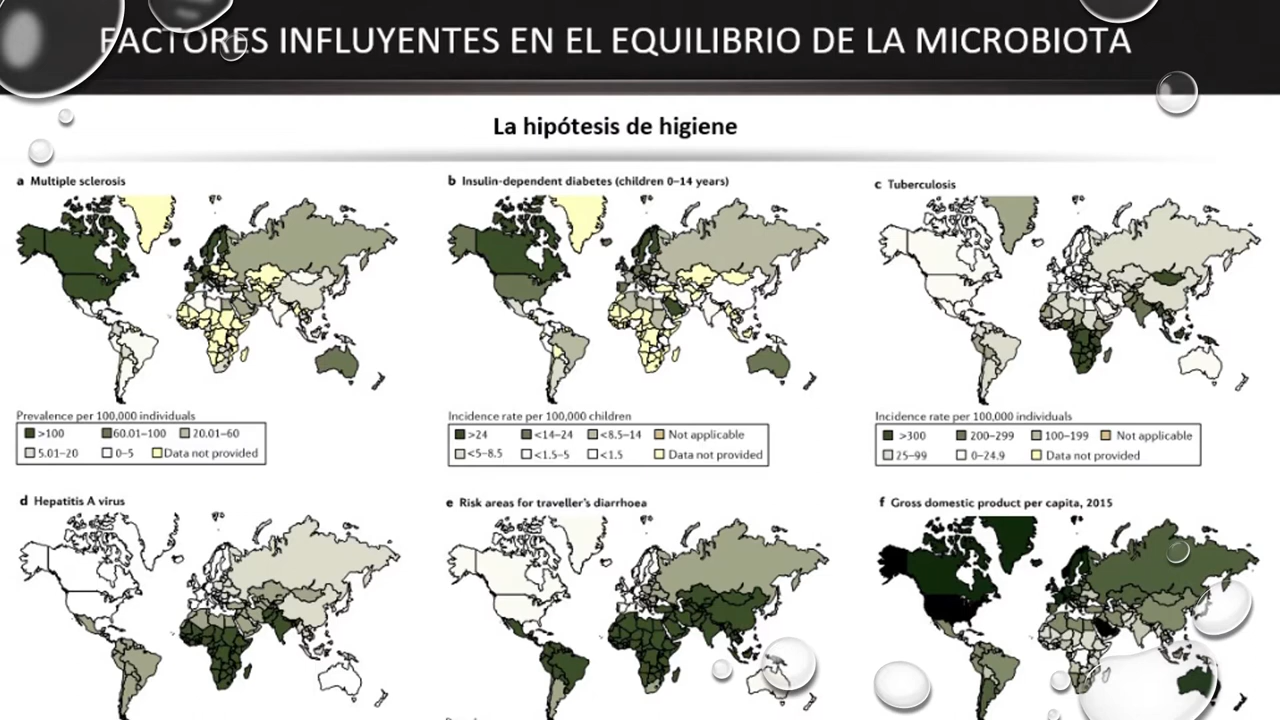 FACTORES INFLUYENTES EN EL EQUILIBRIO DE LA MICROBIOTA
La hipótesis de higiene
a Multiple sclerosis
b Insulin-dependent diabetes (children 0–14 years)
c Tuberculosis
Prevalence per 100,000 individuals
>100 60.01–100 20.01–60
5.01–20 0–5 Data not provided
Incidence rate per 100,000 children
>24 <14–24 <8.5–14 Not applicable
<5–8.5 <1.5–5 <1.5 Data not provided
Incidence rate per 100,000 individuals
>300 200–299 100–199 Not applicable
25–99 0–24.9 Data not provided
d Hepatitis A virus
e Risk areas for traveller's diarrhoea
f Gross domestic product per capita, 2015